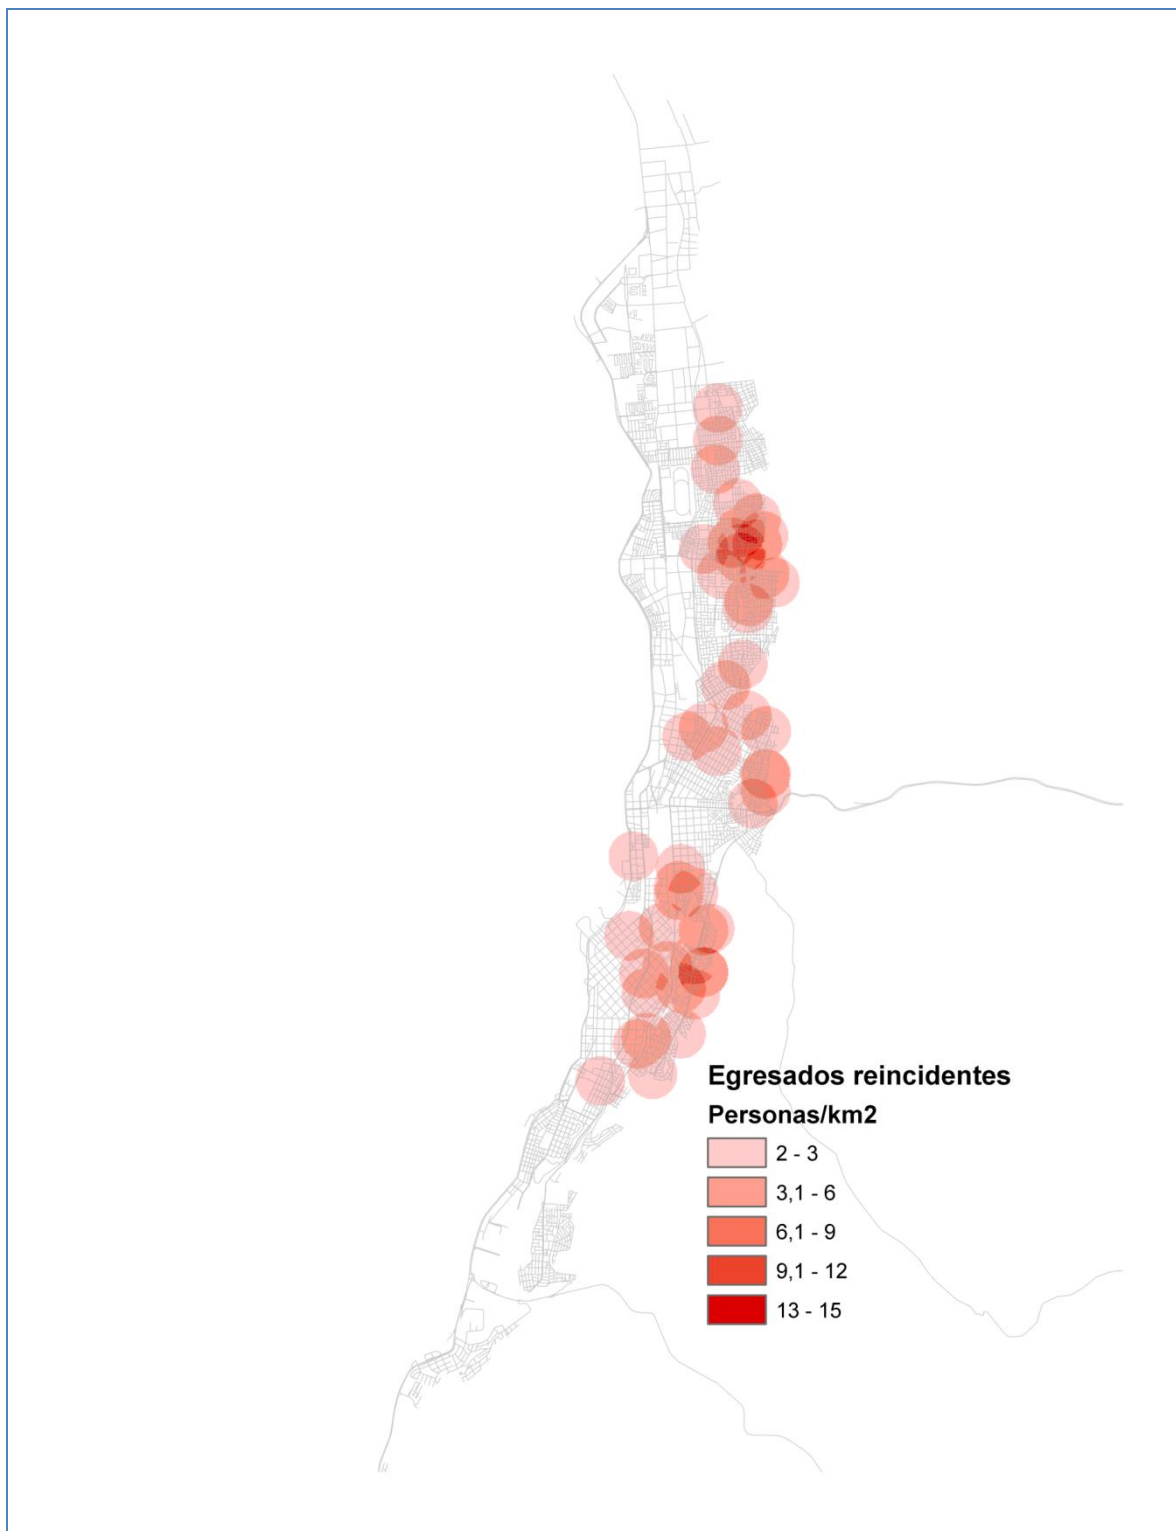 Egresados reincidentes
Personas/km2
2 - 3
3,1 - 6
6,1 - 9
9,1 - 12
13 - 15